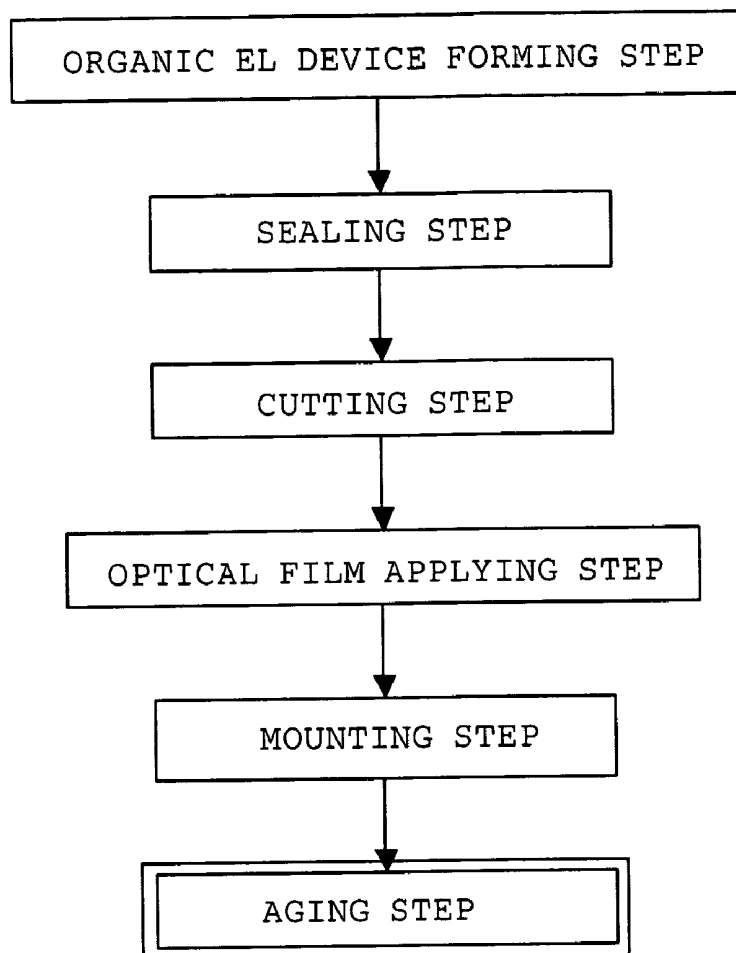 ORGANIC EL DEVICE FORMING STEP
SEALING STEP
CUTTING STEP
OPTICAL FILM APPLYING STEP
MOUNTING STEP
AGING STEP